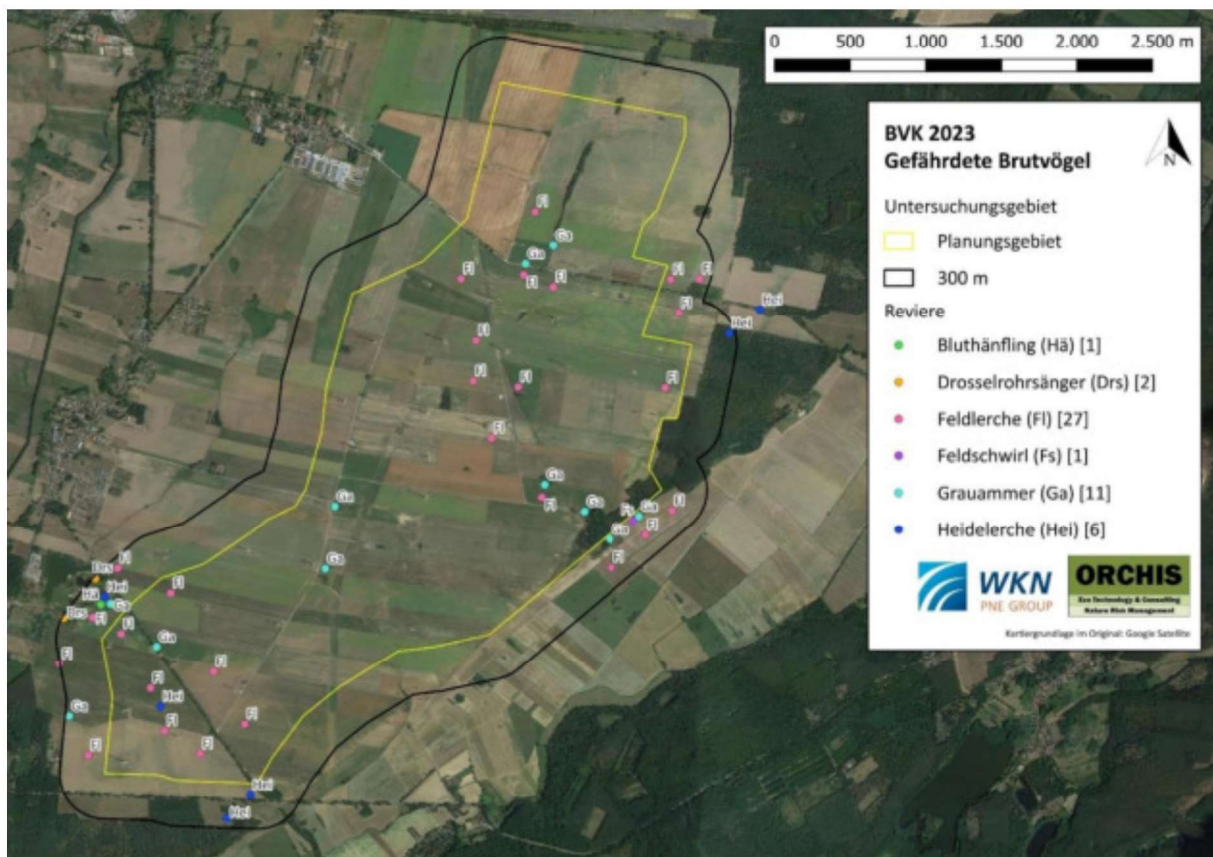 0 500 1.000 1.500 2.000 2.500 m
BVK 2023
Gefährdete Brutvögel
N
Untersuchungsgebiet
Planungsgebiet
300 m
Reviere
Bluthänfling (Hä) [1]
Drosselrohrsänger (Drs) [2]
Feldlerche (Fl) [27]
Feldschwirl (Fs) [1]
Grauammer (Ga) [11]
Heidelerche (Hei) [6]
WKN
PNE GROUP
ORCHIS
Eco Technology & Consulting
Nature Risk Management
Kartiergrundlage im Original: Google Satellite
Fl
Ga
Ga
Fl
Fl
Fl
Fl
Fl
Fl
Hei
Hei
Fl
Fl
Fl
Fl
Fl
Ga
Fl
Ga
Ga
Fs
Ga
Fl
Fl
Ga
Fl
Ga
Fl
Drs
Hei
Fl
Hä
Ga
Drs
Fl
Fl
Ga
Fl
Fl
Fl
Hei
Ga
Fl
Fl
Fl
Fl
Hei
Hei